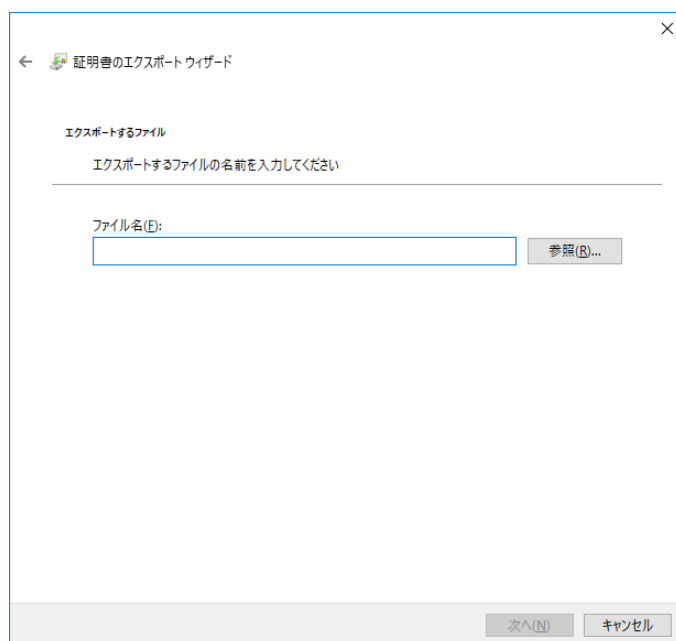 証明書のエクスポート ウィザード
エクスポートするファイル
エクスポートするファイルの名前を入力してください
ファイル名(F):
参照(R)...
次へ(N)
キャンセル